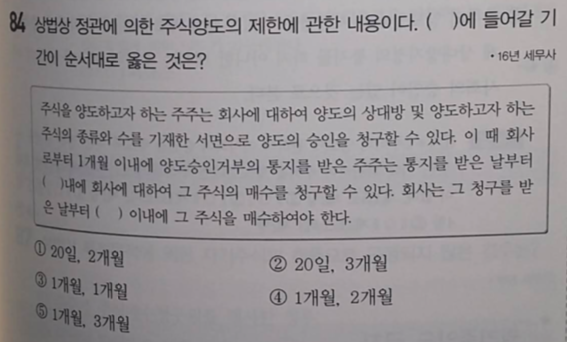 84 상법상 정관에 의한 주식양도의 제한에 관한 내용이다. (  )에 들어갈 기
간이 순서대로 옳은 것은? • 16년 세무사
주식을 양도하고자 하는 주주는 회사에 대하여 양도의 상대방 및 양도하고자 하는
주식의 종류와 수를 기재한 서면으로 양도의 승인을 청구할 수 있다. 이 때 회사
로부터 1개월 이내에 양도승인거부의 통지를 받은 주주는 통지를 받은 날부터
(  )내에 회사에 대하여 그 주식의 매수를 청구할 수 있다. 회사는 그 청구를 받
은 날부터 (  ) 이내에 그 주식을 매수하여야 한다.
① 20일, 2개월 ② 20일, 3개월
③ 1개월, 1개월 ④ 1개월, 2개월
⑤ 1개월, 3개월